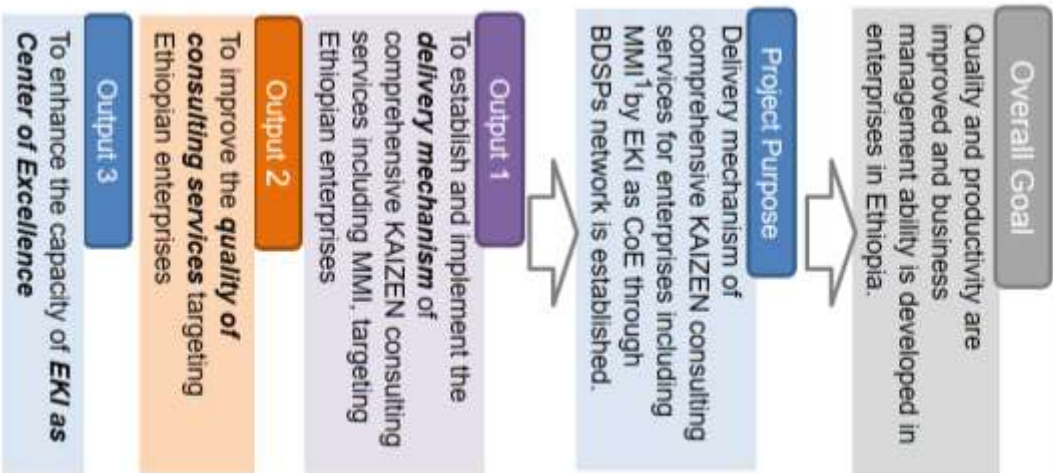 Overall Goal
Quality and productivity are
improved and business
management ability is developed in
enterprises in Ethiopia.
Project Purpose
Delivery mechanism of
comprehensive KAIZEN consulting
services for enterprises including
MMI¹ by EKI as CoE through
BDSPs network is established.
Output 1
To establish and implement the
delivery mechanism of
comprehensive KAIZEN consulting
services including MMI, targeting
Ethiopian enterprises
Output 2
To improve the quality of
consulting services targeting
Ethiopian enterprises
Output 3
To enhance the capacity of EKI as
Center of Excellence